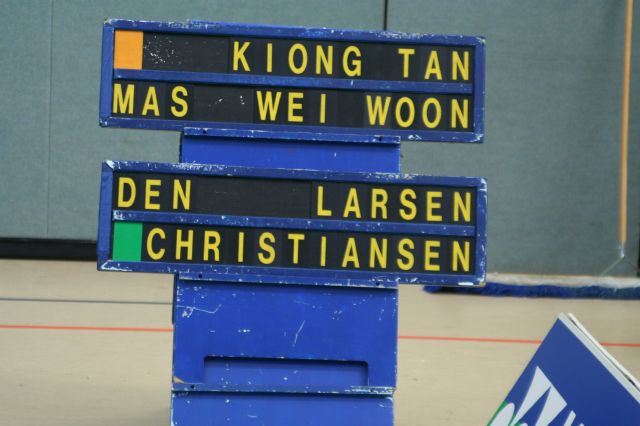 KIONG TAN
MAS WEI WOON
DEN LARSEN
CHRISTIANSEN